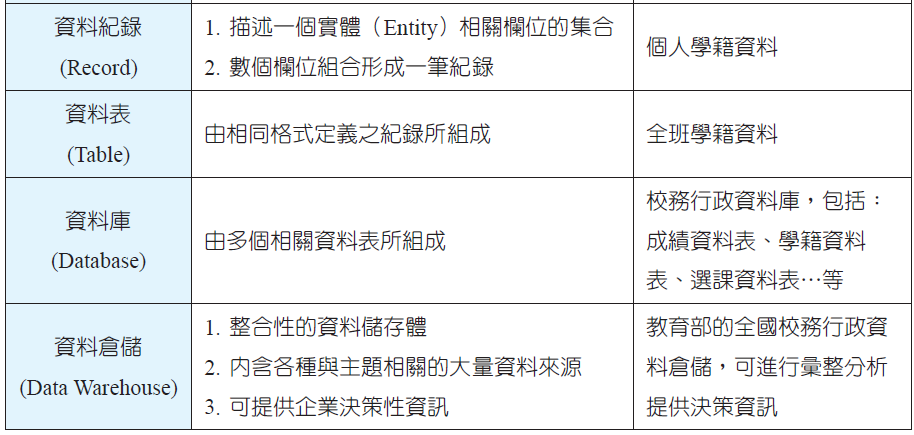 資料紀錄
(Record)
1. 描述一個實體（Entity）相關欄位的集合
2. 數個欄位組合形成一筆紀錄
個人學籍資料
資料表
(Table)
由相同格式定義之紀錄所組成
全班學籍資料
資料庫
(Database)
由多個相關資料表所組成
校務行政資料庫，包括：
成績資料表、學籍資料
表、選課資料表…等
資料倉儲
(Data Warehouse)
1. 整合性的資料儲存體
2. 內含各種與主題相關的大量資料來源
3. 可提供企業決策性資訊
教育部的全國校務行政資
料倉儲，可進行彙整分析
提供決策資訊